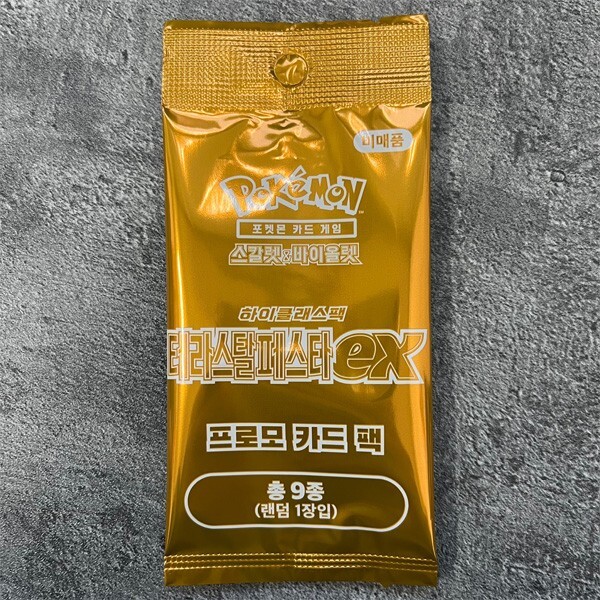 비매품
POKéMON
포켓몬 카드 게임
스칼렛&바이올렛
하이클래스팩
테라스탈페스타ex
프로모 카드 팩
총 9종
(랜덤 1장입)